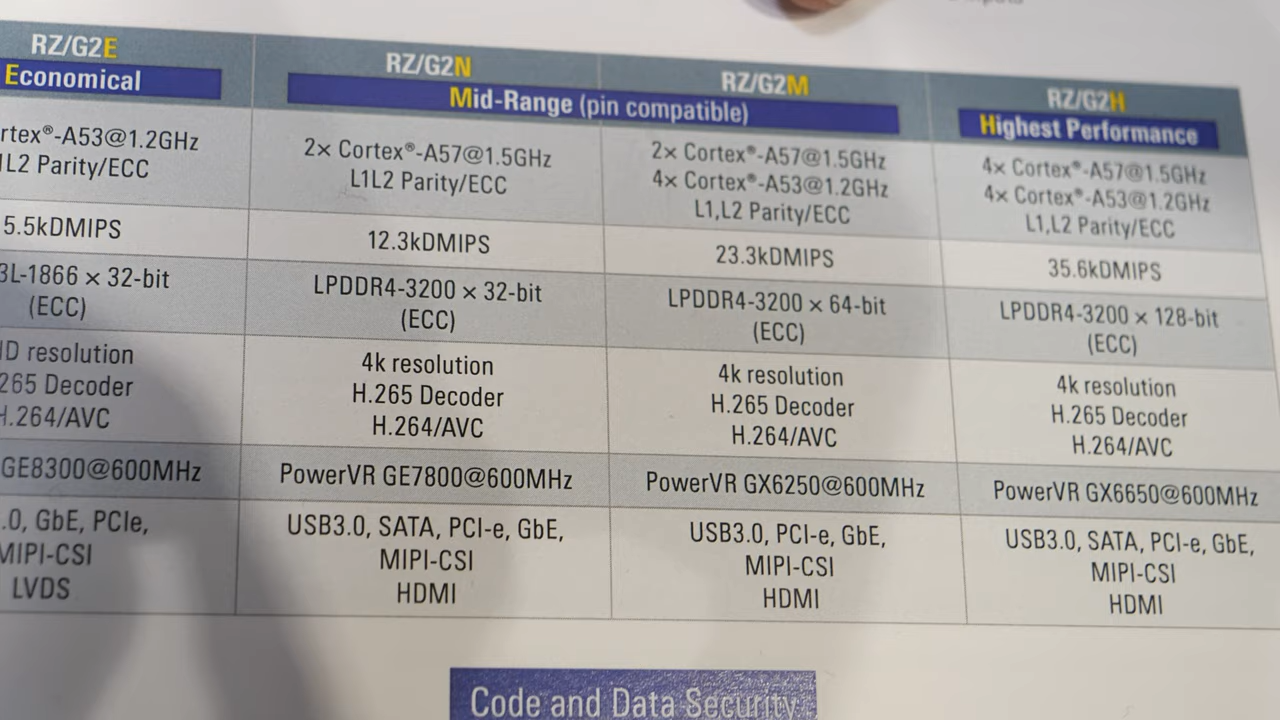 RZ/G2E
Economical
RZ/G2N
RZ/G2M
Mid-Range (pin compatible)
RZ/G2H
Highest Performance
rtex®-A53@1.2GHz
L2 Parity/ECC
2× Cortex®-A57@1.5GHz
L1L2 Parity/ECC
2× Cortex®-A57@1.5GHz
4× Cortex®-A53@1.2GHz
L1,L2 Parity/ECC
4× Cortex®-A57@1.5GHz
4× Cortex®-A53@1.2GHz
L1,L2 Parity/ECC
5.5kDMIPS
12.3kDMIPS
23.3kDMIPS
35.6kDMIPS
3L-1866 × 32-bit
(ECC)
LPDDR4-3200 × 32-bit
(ECC)
LPDDR4-3200 × 64-bit
(ECC)
LPDDR4-3200 × 128-bit
(ECC)
D resolution
265 Decoder
H.264/AVC
4k resolution
H.265 Decoder
H.264/AVC
4k resolution
H.265 Decoder
H.264/AVC
4k resolution
H.265 Decoder
H.264/AVC
GE8300@600MHz
PowerVR GE7800@600MHz
PowerVR GX6250@600MHz
PowerVR GX6650@600MHz
.0, GbE, PCIe,
MIPI-CSI
LVDS
USB3.0, SATA, PCI-e, GbE,
MIPI-CSI
HDMI
USB3.0, PCI-e, GbE,
MIPI-CSI
HDMI
USB3.0, SATA, PCI-e, GbE,
MIPI-CSI
HDMI
Code and Data Security